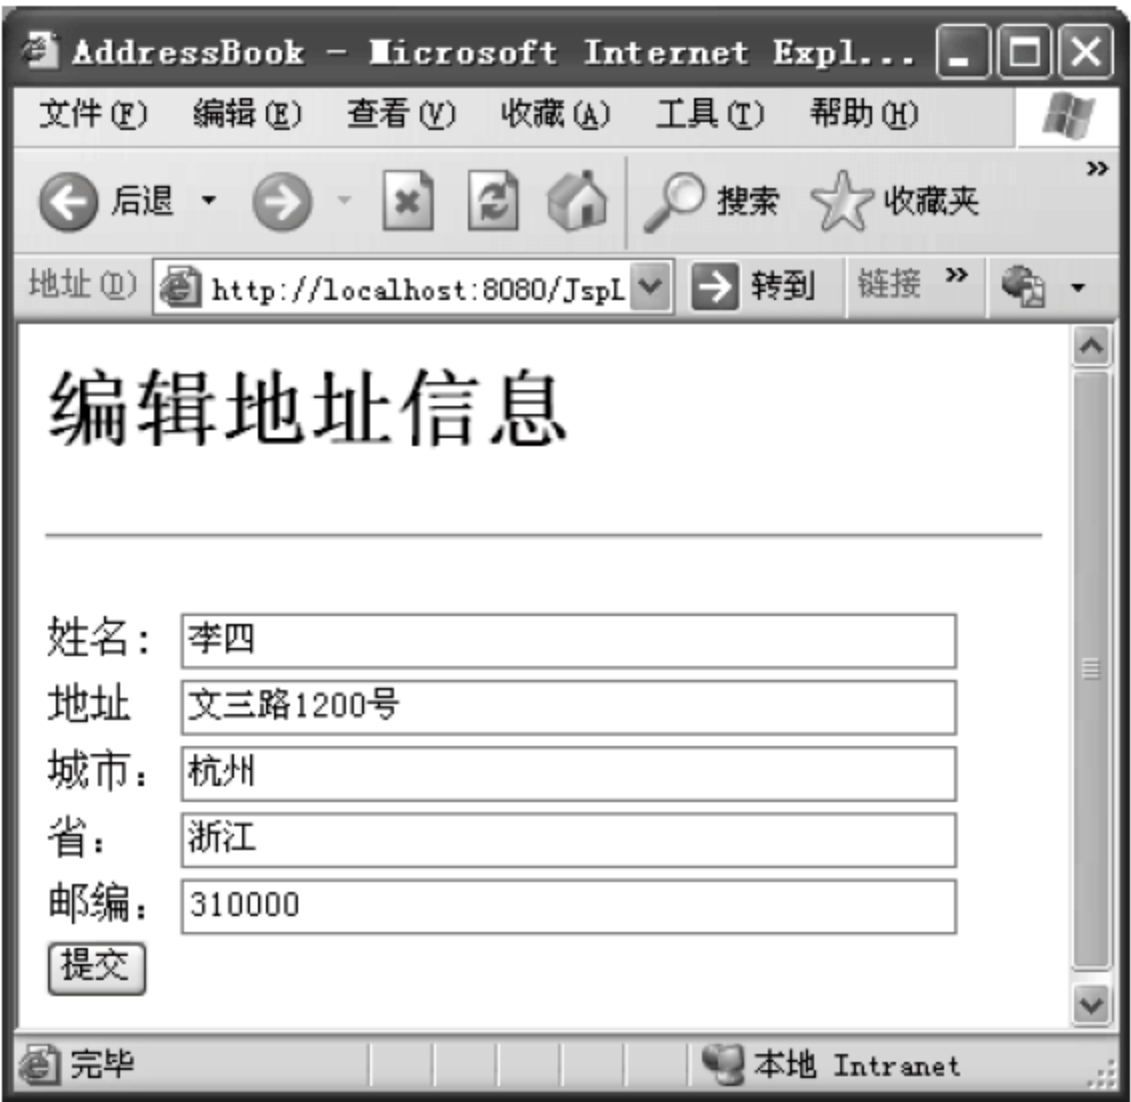 AddressBook - Microsoft Internet Expl...
文件(F) 编辑(E) 查看(V) 收藏(A) 工具(T) 帮助(H)
后退 搜索 收藏夹 »
地址(D) http://localhost:8080/JspL 转到 链接 »
编辑地址信息
姓名: 李四
地址 文三路1200号
城市: 杭州
省: 浙江
邮编: 310000
提交
完毕 本地 Intranet